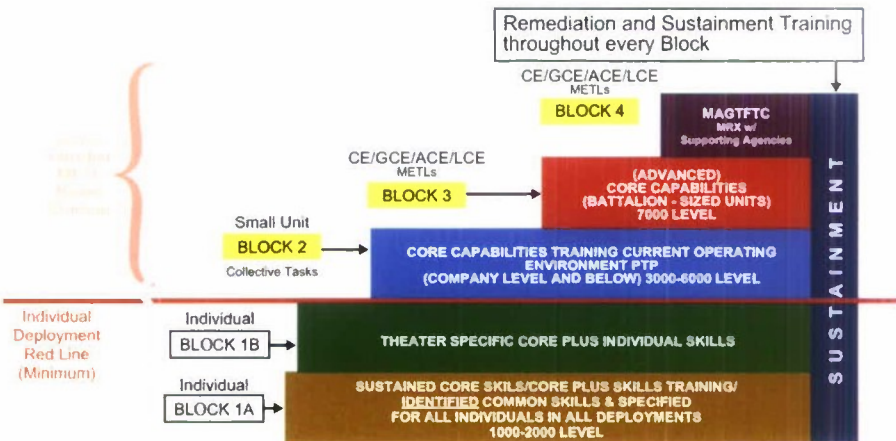 Remediation and Sustainment Training
throughout every Block
CE/GCE/ACE/LCE
METLs
BLOCK 4
MAGTFTC
MRX w/
Supporting Agencies
CE/GCE/ACE/LCE
METLs
BLOCK 3
(ADVANCED)
CORE CAPABILITIES
(BATTALION - SIZED UNITS)
7000 LEVEL
Small Unit
BLOCK 2
Collective Tasks
CORE CAPABILITIES TRAINING CURRENT OPERATING
ENVIRONMENT PTP
(COMPANY LEVEL AND BELOW) 3000-6000 LEVEL
SUSTAINMENT
Individual
Deployment
Red Line
(Minimum)
Individual
BLOCK 1B
THEATER SPECIFIC CORE PLUS INDIVIDUAL SKILLS
Individual
BLOCK 1A
SUSTAINED CORE SKILS/CORE PLUS SKILLS TRAINING/
IDENTIFIED COMMON SKILLS & SPECIFIED
FOR ALL INDIVIDUALS IN ALL DEPLOYMENTS
1000-2000 LEVEL